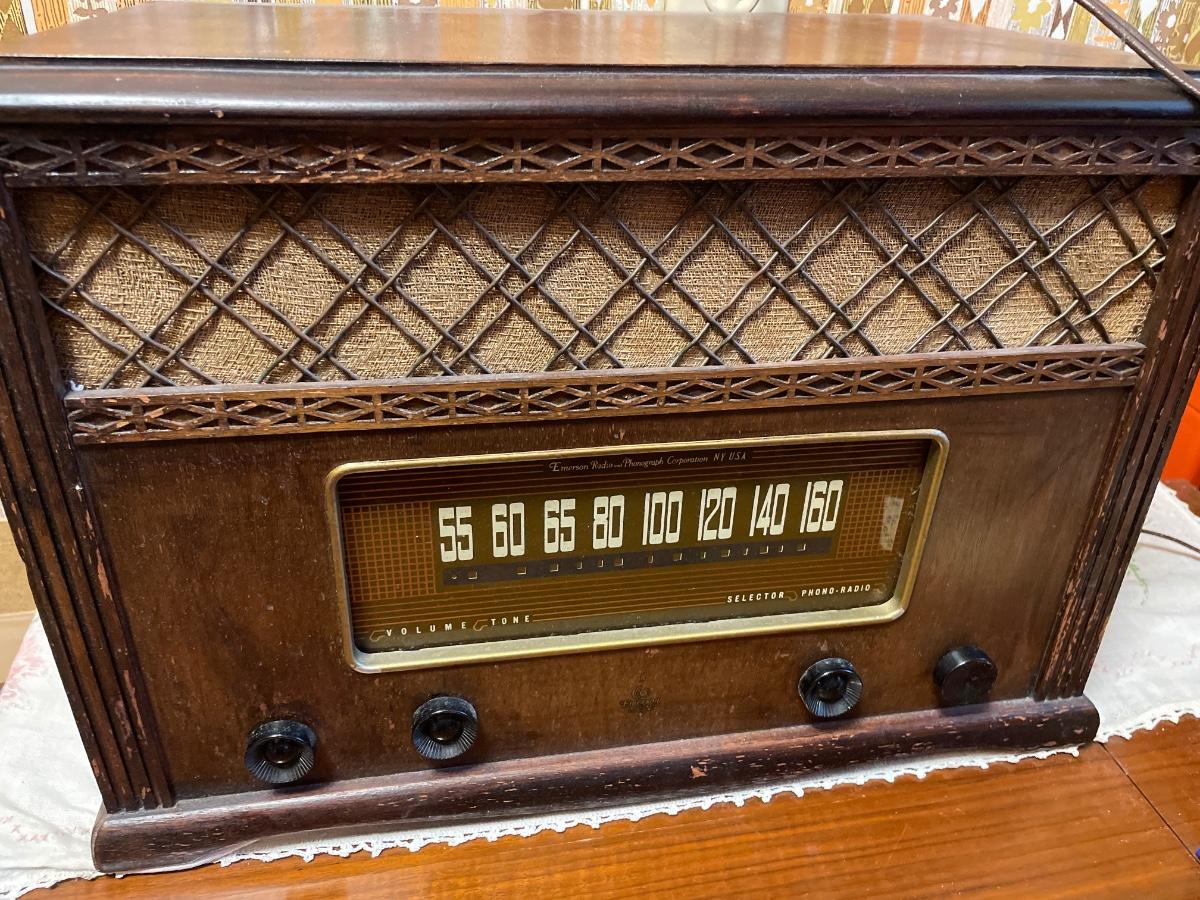 Emerson Radio and Phonograph Corporation NY USA
55 60 65 80 100 120 140 160
SELECTOR PHONO-RADIO
VOLUME TONE
Emerson